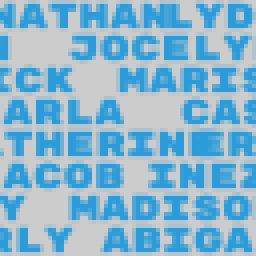 NATHANLYD
JOCELY
ICK MARIS
ARLA CAS
THERINER
ACOB INEZ
Y MADISO
RLY ABIGA